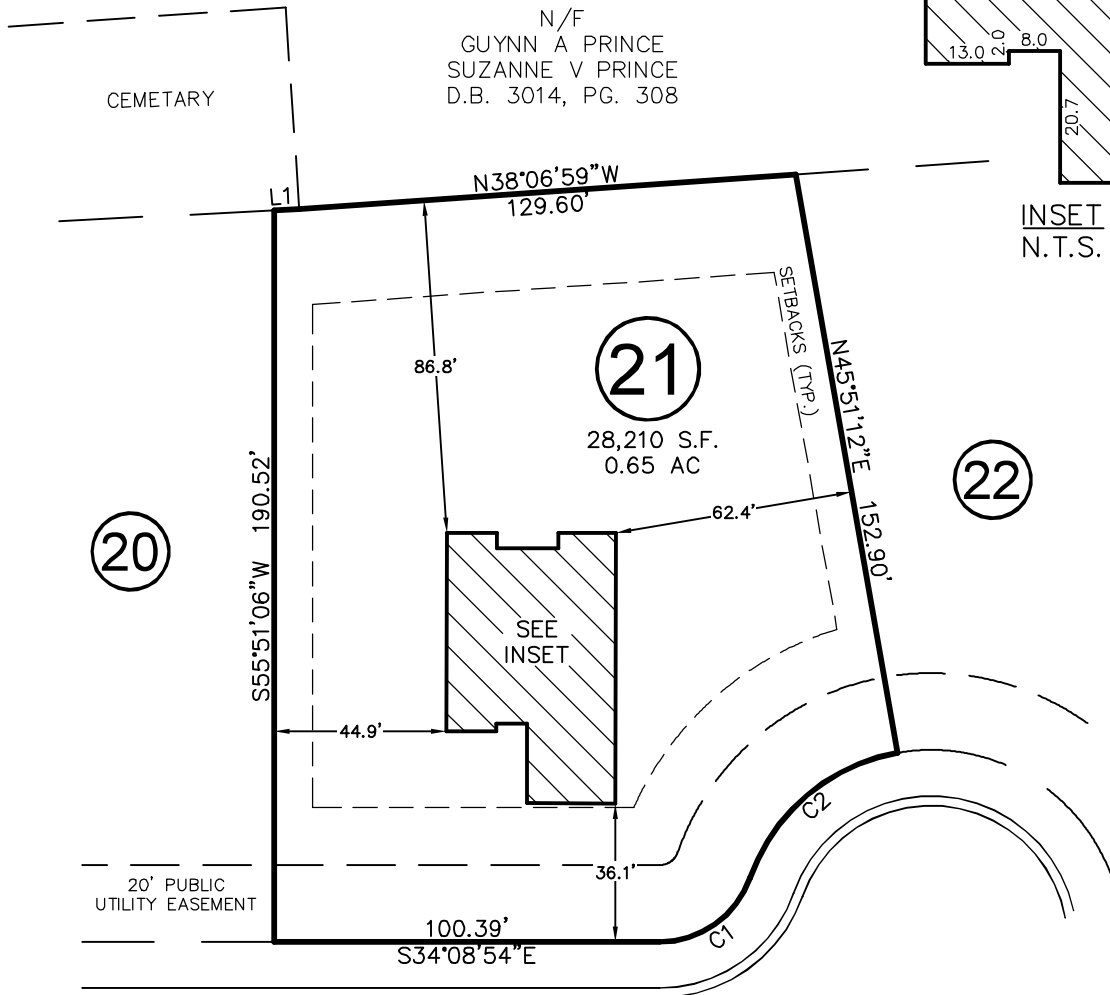 N/F
GUYNN A PRINCE
SUZANNE V PRINCE
D.B. 3014, PG. 308
CEMETARY
13.0
2.0
8.0
20.7
INSET
N.T.S.
L1
N38°06'59"W
129.60'
SETBACKS (TYP.)
86.8'
21
28,210 S.F.
0.65 AC
N45°51'12"E 152.90'
22
S55°51'06"W 190.52'
20
62.4'
SEE
INSET
44.9'
C2
36.1'
20' PUBLIC
UTILITY EASEMENT
C1
100.39'
S34°08'54"E